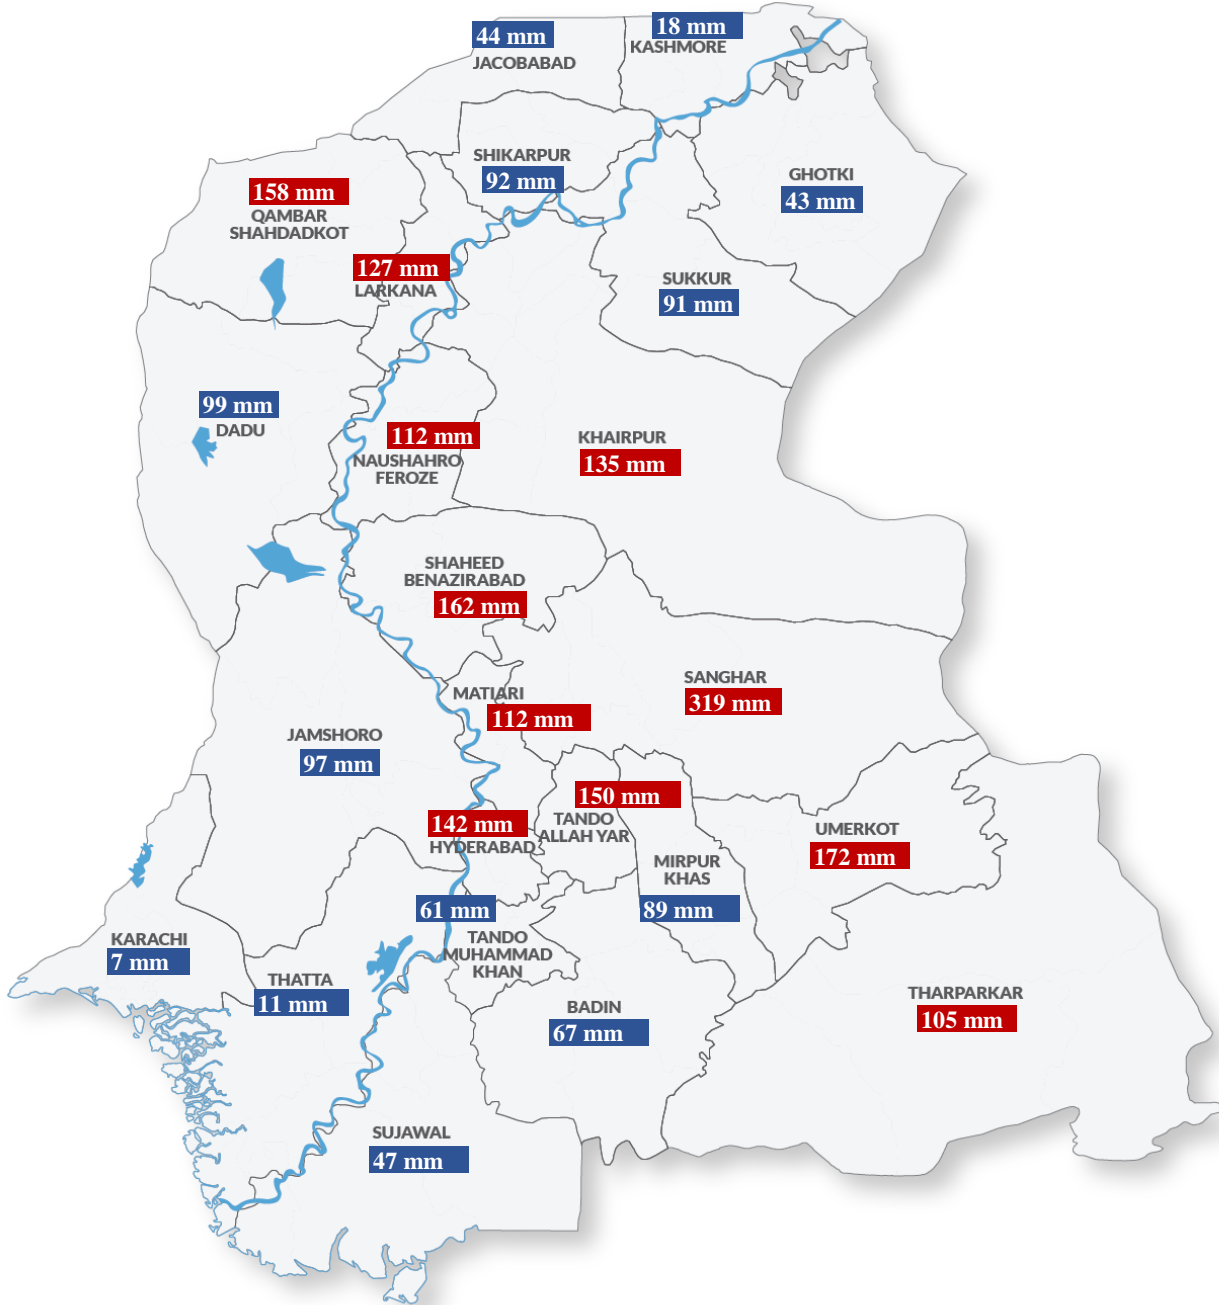 18 mm
KASHMORE
44 mm
JACOBABAD
SHIKARPUR
92 mm
GHOTKI
43 mm
158 mm
QAMBAR
SHAHDADKOT
127 mm
LARKANA
SUKKUR
91 mm
99 mm
DADU
112 mm
NAUSHAHRO
FEROZE
KHAIRPUR
135 mm
SHAHEED
BENAZIRABAD
162 mm
SANGHAR
319 mm
MATIARI
112 mm
JAMSHORO
97 mm
150 mm
TANDO
ALLAH YAR
142 mm
HYDERABAD
UMERKOT
172 mm
MIRPUR
KHAS
89 mm
61 mm
TANDO
MUHAMMAD
KHAN
KARACHI
7 mm
THATTA
11 mm
BADIN
67 mm
THARPARKAR
105 mm
SUJAWAL
47 mm